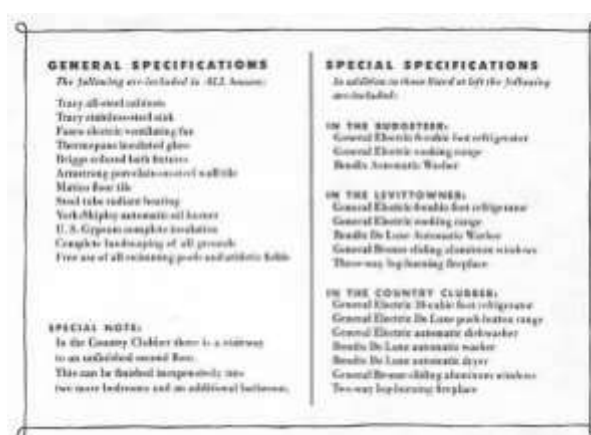 GENERAL SPECIFICATIONS
The following are included in ALL houses:
Tracy all-steel cabinets
Tracy stainless-steel sink
Fasco electric ventilating fan
Thermopane insulated glass
Briggs colored bath fixtures
Armstrong porcelain-on-steel wall tile
Matico floor tile
Steel tube radiant heating
York-Shipley automatic oil burner
U. S. Gypsum complete insulation
Complete landscaping of all grounds
Free use of all swimming pools and athletic fields
SPECIAL NOTE:
In the Country Clubber there is a stairway
to an unfinished second floor.
This can be finished inexpensively into
two more bedrooms and an additional bathroom.
SPECIAL SPECIFICATIONS
In addition to those listed at left the following
are included:
IN THE BUDGETEER:
General Electric cubic foot refrigerator
General Electric cooking range
Bendix Automatic Washer
IN THE LEVITTOWNER:
General Electric cubic foot refrigerator
General Electric cooking range
Bendix De Luxe Automatic Washer
General Bronze sliding aluminum windows
Three-way log-burning fireplace
IN THE COUNTRY CLUBBER:
General Electric 10-cubic foot refrigerator
General Electric De Luxe push-button range
General Electric automatic dishwasher
Bendix De Luxe automatic washer
Bendix De Luxe automatic dryer
General Bronze sliding aluminum windows
Two-way log-burning fireplace